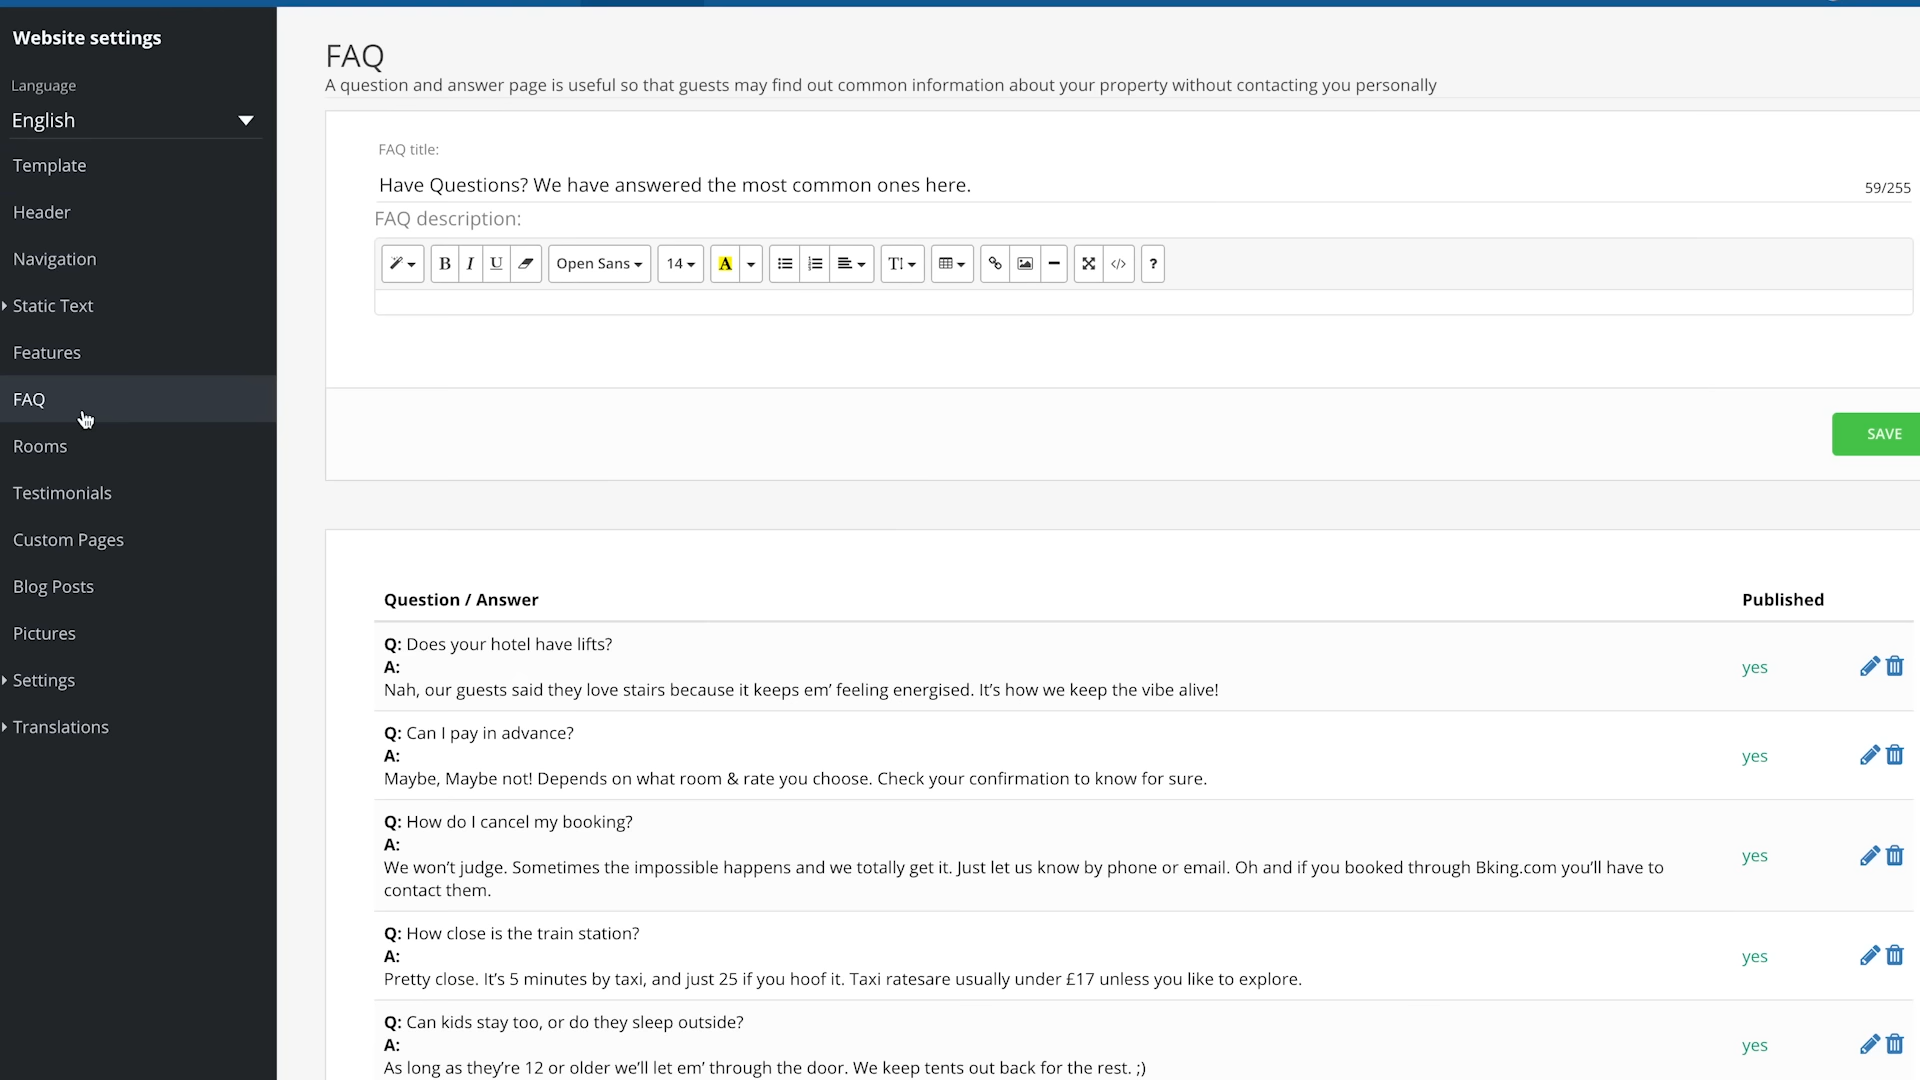 Website settings
Language
English
Template
Header
Navigation
Static Text
Features
FAQ
Rooms
Testimonials
Custom Pages
Blog Posts
Pictures
Settings
Translations
FAQ
A question and answer page is useful so that guests may find out common information about your property without contacting you personally
FAQ title:
Have Questions? We have answered the most common ones here.
59/255
FAQ description:
B I U Open Sans 14 A T! </> ?
SAVE
Question / Answer Published
Q: Does your hotel have lifts?
A:
Nah, our guests said they love stairs because it keeps em’ feeling energised. It’s how we keep the vibe alive!
yes
Q: Can I pay in advance?
A:
Maybe, Maybe not! Depends on what room & rate you choose. Check your confirmation to know for sure.
yes
Q: How do I cancel my booking?
A:
We won’t judge. Sometimes the impossible happens and we totally get it. Just let us know by phone or email. Oh and if you booked through Bking.com you’ll have to
contact them.
yes
Q: How close is the train station?
A:
Pretty close. It’s 5 minutes by taxi, and just 25 if you hoof it. Taxi ratesare usually under £17 unless you like to explore.
yes
Q: Can kids stay too, or do they sleep outside?
A:
As long as they’re 12 or older we’ll let em’ through the door. We keep tents out back for the rest. ;)
yes